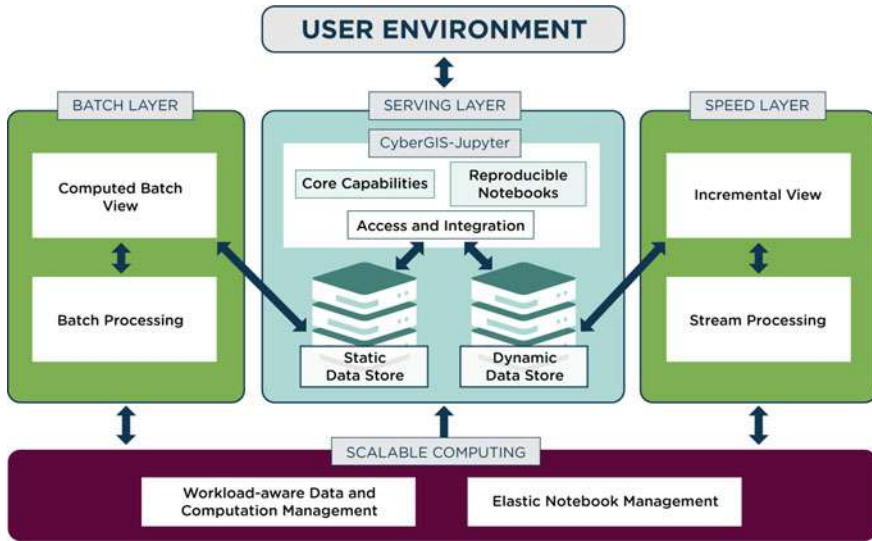 USER ENVIRONMENT
BATCH LAYER
Computed Batch
View
Batch Processing
SERVING LAYER
CyberGIS-Jupyter
Core Capabilities
Reproducible
Notebooks
Access and Integration
Static
Data Store
Dynamic
Data Store
SPEED LAYER
Incremental View
Stream Processing
SCALABLE COMPUTING
Workload-aware Data and
Computation Management
Elastic Notebook Management